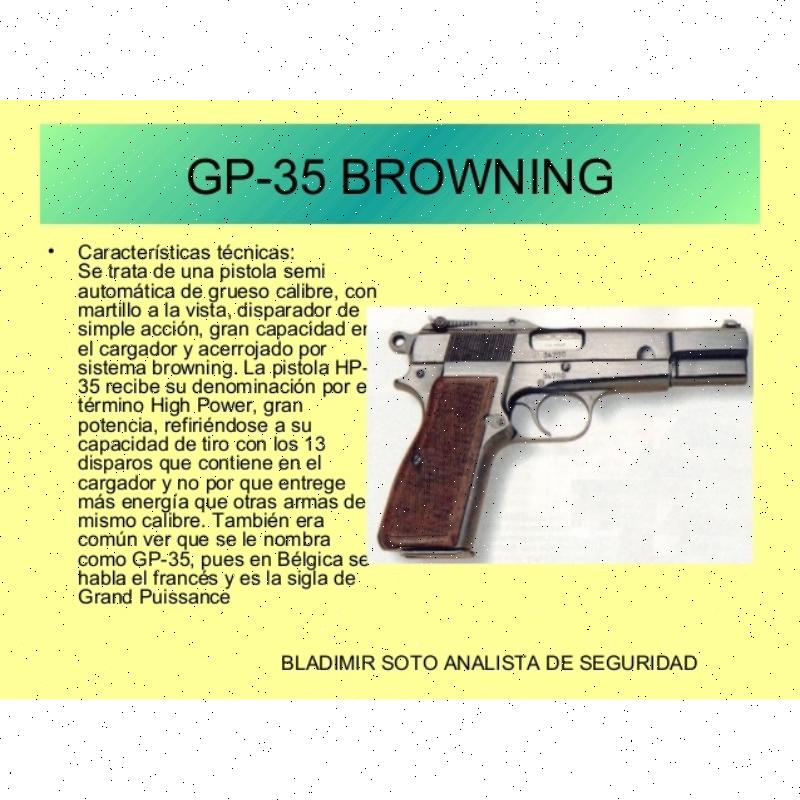 GP-35 BROWNING
• Características técnicas:
Se trata de una pistola semi
automática de grueso calibre, con
martillo a la vista, disparador de
simple acción, gran capacidad en
el cargador y acerrojado por
sistema browning. La pistola HP-
35 recibe su denominación por e
término High Power, gran
potencia, refiriéndose a su
capacidad de tiro con los 13
disparos que contiene en el
cargador y no por que entrege
más energía que otras armas de
mismo calibre. También era
común ver que se le nombra
como GP-35, pues en Bélgica se
habla el francés y es la sigla de
Grand Puissance
BLADIMIR SOTO ANALISTA DE SEGURIDAD